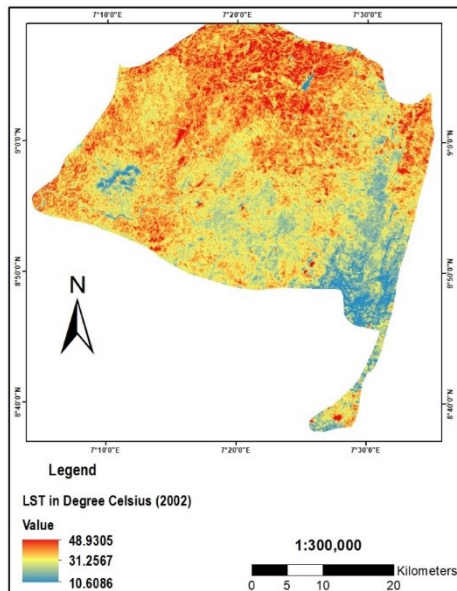 7°10'0"E 7°20'0"E 7°30'0"E
9°0'0"N 9°0'0"N
8°50'0"N 8°50'0"N
8°40'0"N 8°40'0"N
N
7°10'0"E 7°20'0"E 7°30'0"E
Legend
LST in Degree Celsius (2002)
Value
48.9305
31.2567
10.6086
1:300,000
Kilometers
0 5 10 20